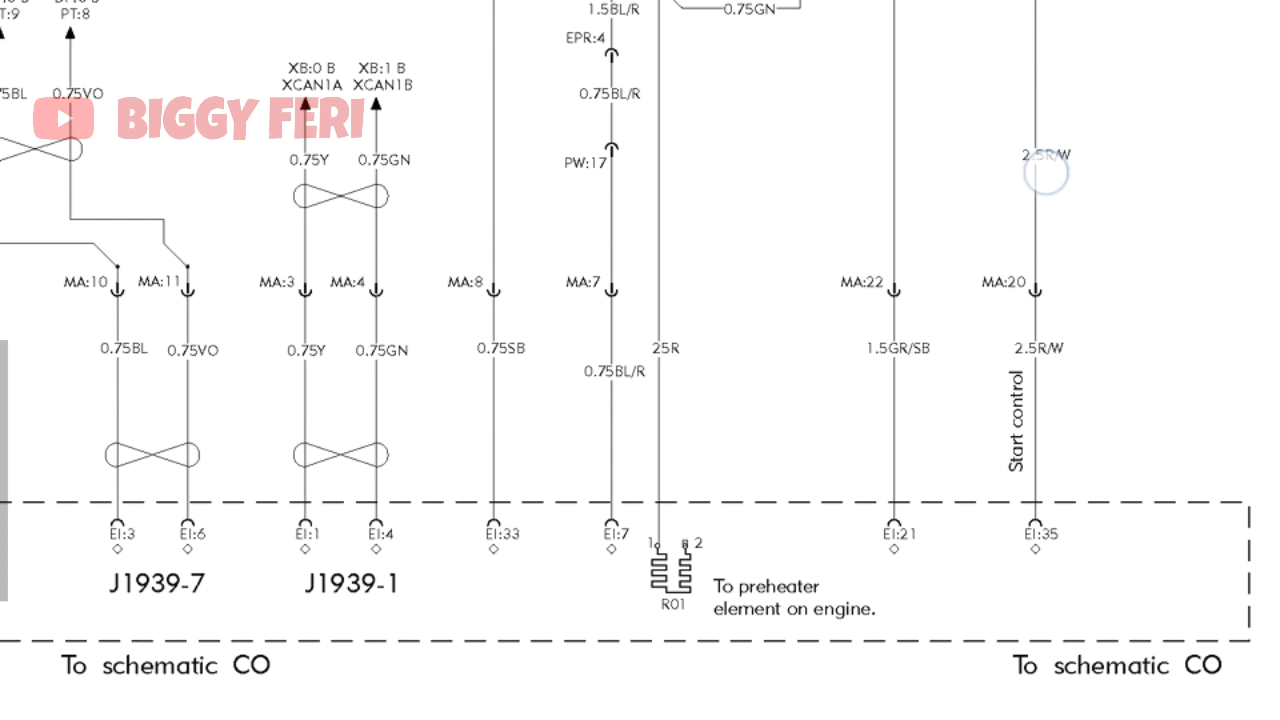 PT:9
PT:8
1.5BL/R
0.75GN
EPR:4
XB:0 B
XB:1 B
XCAN1A
XCAN1B
75BL
0.75VO
0.75BL/R
BIGGY FERI
0.75Y
0.75GN
PW:17
2.5R/W
MA:10
MA:11
MA:3
MA:4
MA:8
MA:7
MA:22
MA:20
0.75BL
0.75VO
0.75Y
0.75GN
0.75SB
25R
1.5GR/SB
2.5R/W
0.75BL/R
Start control
EI:3
EI:6
EI:1
EI:4
EI:33
EI:7
EI:21
EI:35
1
2
J1939-7
J1939-1
To preheater
element on engine.
R01
To schematic CO
To schematic CO